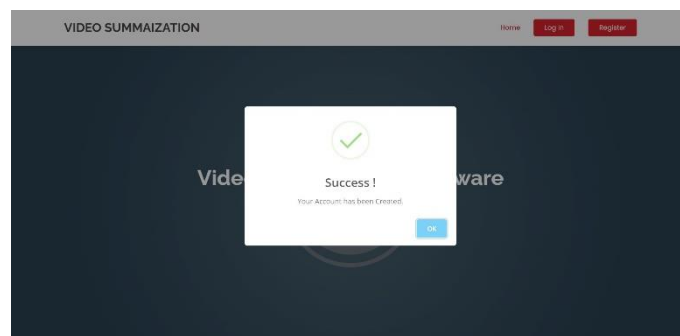 VIDEO SUMMAIZATION
Home
Log In
Register
Vide
ware
Success !
Your Account has been Created.
OK